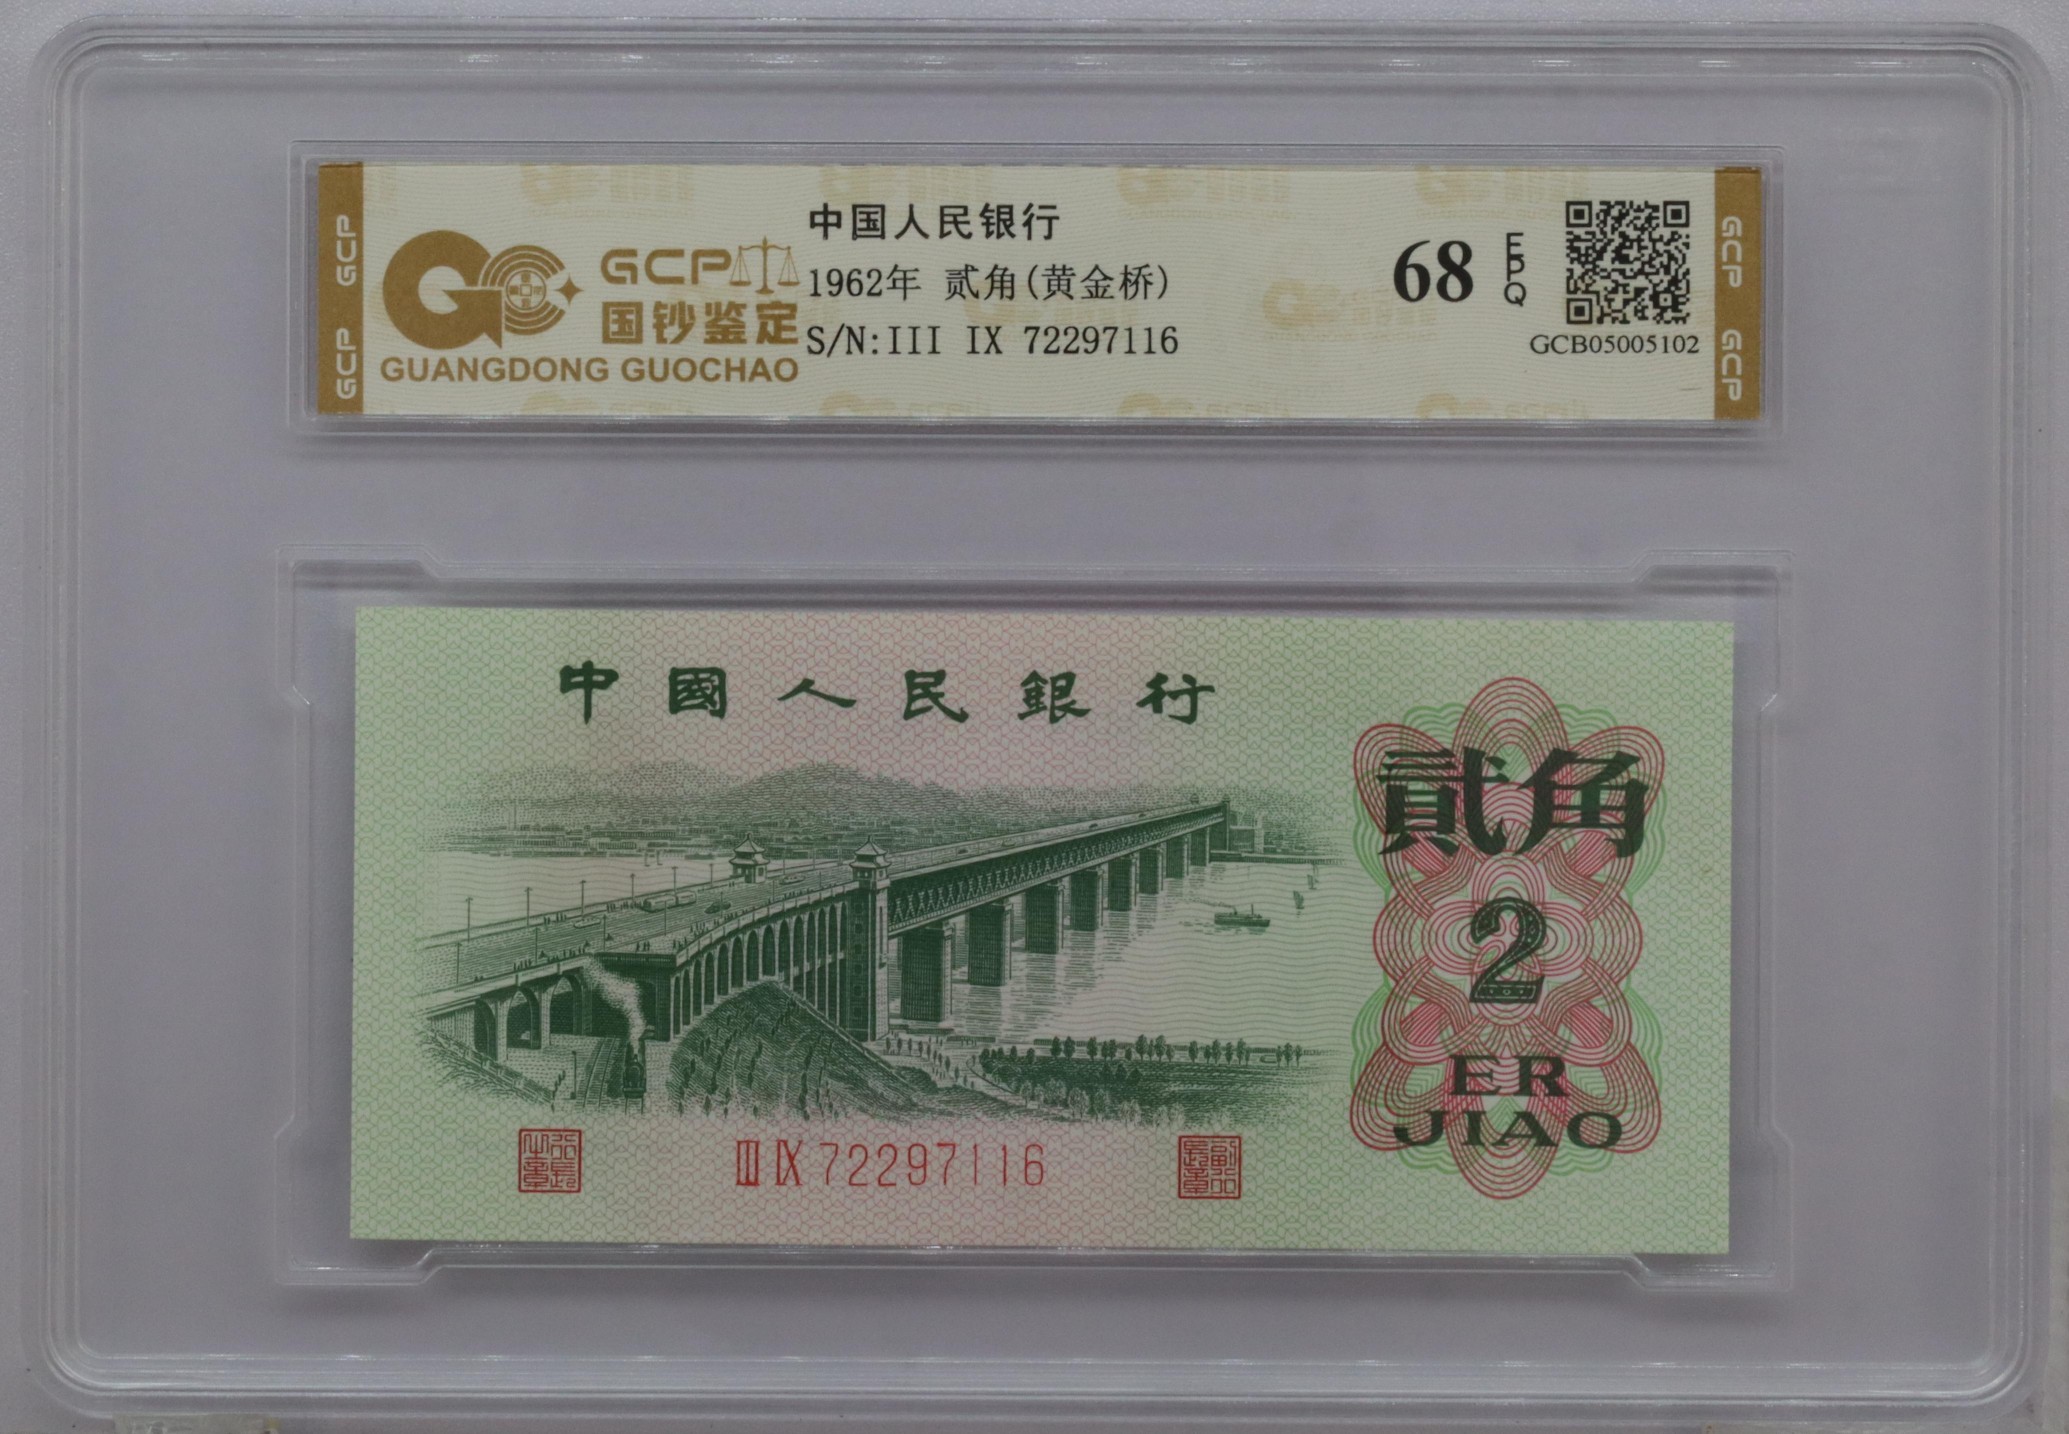 中国人民银行
1962年 贰角(黄金桥)
S/N:III IX 72297116
GCP
国钞鉴定
GUANGDONG GUOCHAO
68 EPQ
GCB05005102
GCP
GCP
GCP
GCP
中國人民銀行
貳角
2
ER
JIAO
III IX 72297116